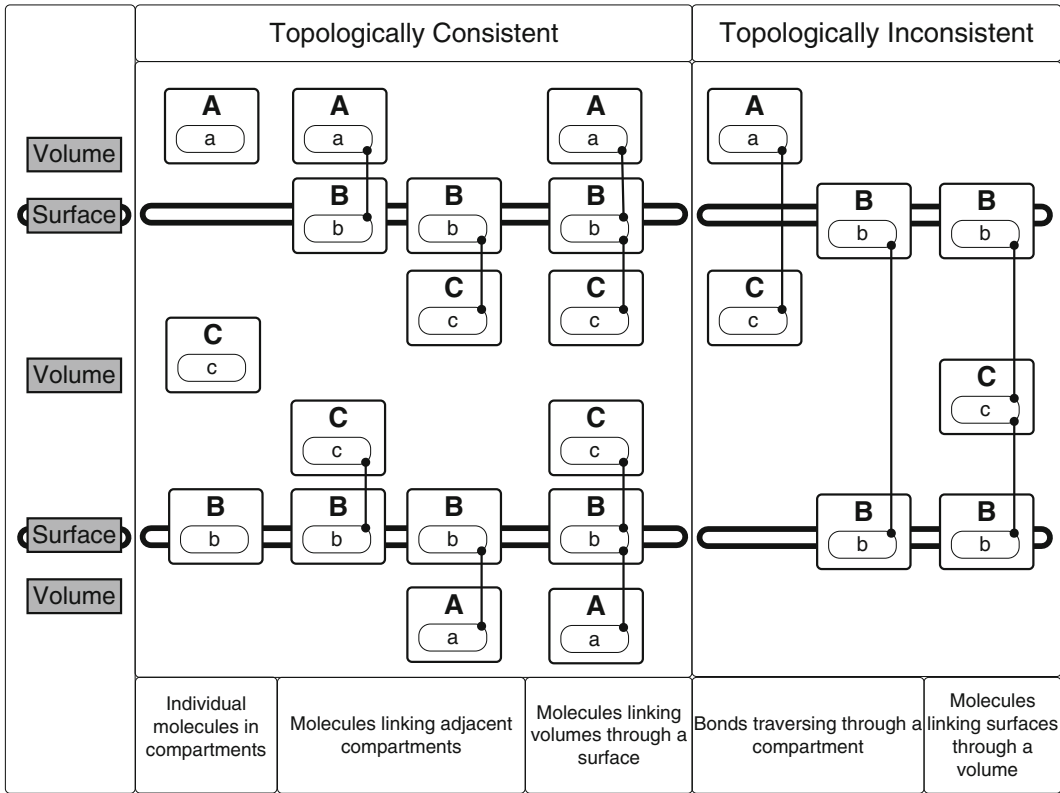 Topologically Consistent
Topologically Inconsistent
A A A A
a a a a
Volume
Surface
B B B B B
b b b b b
C C C
c c c
C
c
Volume
C
c
C C
c c
Surface
B B B B B B
b b b b b b
Volume
A A
a a
Individual
molecules in
compartments
Molecules linking adjacent
compartments
Molecules linking
volumes through a
surface
Bonds traversing through a
compartment
Molecules
linking surfaces
through a
volume